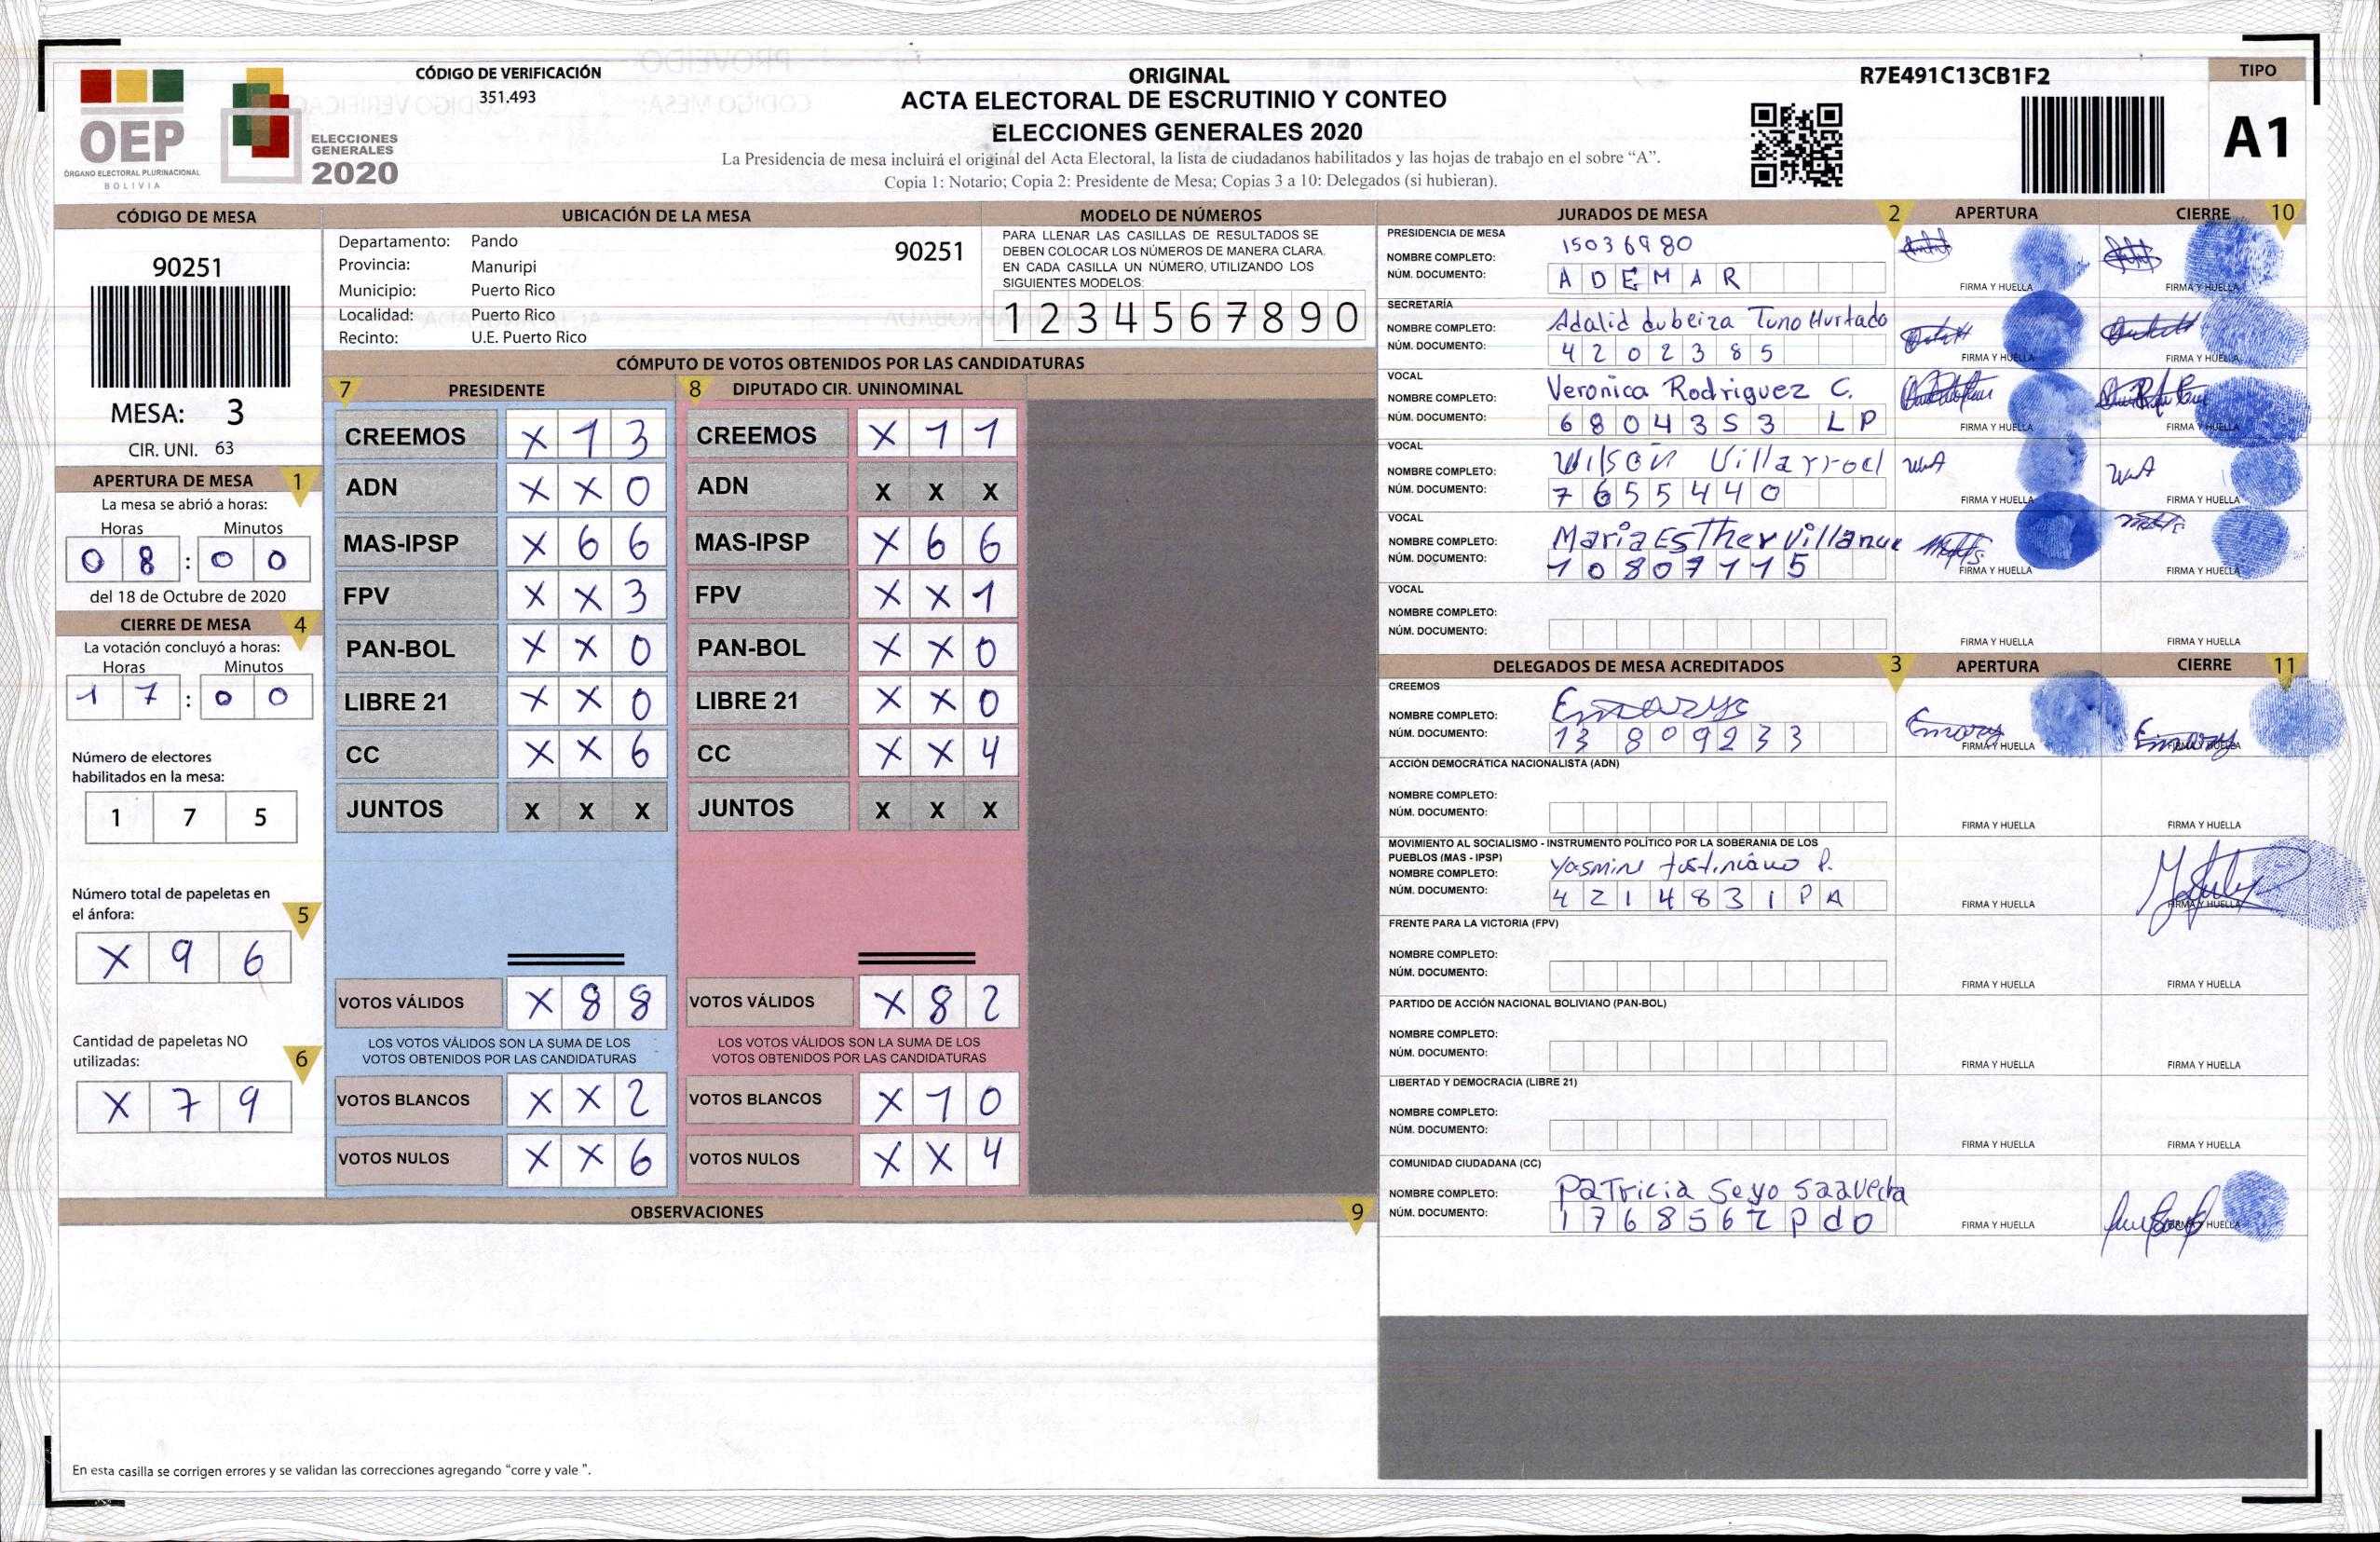 OEP
ÓRGANO ELECTORAL PLURINACIONAL
BOLIVIA
ELECCIONES
GENERALES
2020
CÓDIGO DE VERIFICACIÓN
351.493
ORIGINAL
ACTA ELECTORAL DE ESCRUTINIO Y CONTEO
ELECCIONES GENERALES 2020
La Presidencia de mesa incluirá el original del Acta Electoral, la lista de ciudadanos habilitados y las hojas de trabajo en el sobre “A”.
Copia 1: Notario; Copia 2: Presidente de Mesa; Copias 3 a 10: Delegados (si hubieran).
R7E491C13CB1F2
TIPO
A1
CÓDIGO DE MESA
90251
MESA: 3
CIR. UNI. 63
APERTURA DE MESA 1
La mesa se abrió a horas:
Horas Minutos
0 8 : 0 0
del 18 de Octubre de 2020
CIERRE DE MESA 4
La votación concluyó a horas:
Horas Minutos
1 7 : 0 0
Número de electores
habilitados en la mesa:
1 7 5
Número total de papeletas en
el ánfora: 5
X 9 6
Cantidad de papeletas NO
utilizadas: 6
X 7 9
UBICACIÓN DE LA MESA
Departamento: Pando 90251
Provincia: Manuripi
Municipio: Puerto Rico
Localidad: Puerto Rico
Recinto: U.E. Puerto Rico
MODELO DE NÚMEROS
PARA LLENAR LAS CASILLAS DE RESULTADOS SE
DEBEN COLOCAR LOS NÚMEROS DE MANERA CLARA.
EN CADA CASILLA UN NÚMERO, UTILIZANDO LOS
SIGUIENTES MODELOS:
1 2 3 4 5 6 7 8 9 0
CÓMPUTO DE VOTOS OBTENIDOS POR LAS CANDIDATURAS
7 PRESIDENTE
CREEMOS X 1 3
ADN X X 0
MAS-IPSP X 6 6
FPV X X 3
PAN-BOL X X 0
LIBRE 21 X X 0
CC X X 6
JUNTOS X X X
VOTOS VÁLIDOS X 8 8
LOS VOTOS VÁLIDOS SON LA SUMA DE LOS
VOTOS OBTENIDOS POR LAS CANDIDATURAS
VOTOS BLANCOS X X 2
VOTOS NULOS X X 6
8 DIPUTADO CIR. UNINOMINAL
CREEMOS X 1 1
ADN X X X
MAS-IPSP X 6 6
FPV X X 1
PAN-BOL X X 0
LIBRE 21 X X 0
CC X X 4
JUNTOS X X X
VOTOS VÁLIDOS X 8 2
LOS VOTOS VÁLIDOS SON LA SUMA DE LOS
VOTOS OBTENIDOS POR LAS CANDIDATURAS
VOTOS BLANCOS X 1 0
VOTOS NULOS X X 4
OBSERVACIONES 9
En esta casilla se corrigen errores y se validan las correcciones agregando “corre y vale ”.
JURADOS DE MESA 2 APERTURA CIERRE 10
PRESIDENCIA DE MESA
NOMBRE COMPLETO: 15036980
NÚM. DOCUMENTO: A D E M A R
FIRMA Y HUELLA FIRMA Y HUELLA
SECRETARÍA
NOMBRE COMPLETO: Adalid dubeiza Tuno Hurtado
NÚM. DOCUMENTO: 4 2 0 2 3 8 5
FIRMA Y HUELLA FIRMA Y HUELLA
VOCAL
NOMBRE COMPLETO: Veronica Rodriguez C.
NÚM. DOCUMENTO: 6 8 0 4 3 5 3 L P
FIRMA Y HUELLA FIRMA Y HUELLA
VOCAL
NOMBRE COMPLETO: Wilson Villarroel
NÚM. DOCUMENTO: 7 6 5 5 4 4 0
FIRMA Y HUELLA FIRMA Y HUELLA
VOCAL
NOMBRE COMPLETO: Maria Esther Villanue
NÚM. DOCUMENTO: 1 0 8 0 7 1 1 5
FIRMA Y HUELLA FIRMA Y HUELLA
VOCAL
NOMBRE COMPLETO:
NÚM. DOCUMENTO:
FIRMA Y HUELLA FIRMA Y HUELLA
DELEGADOS DE MESA ACREDITADOS 3 APERTURA CIERRE 11
CREEMOS
NOMBRE COMPLETO: Emarys
NÚM. DOCUMENTO: 13 8 0 9 2 3 3
FIRMA Y HUELLA FIRMA Y HUELLA
ACCIÓN DEMOCRÁTICA NACIONALISTA (ADN)
NOMBRE COMPLETO:
NÚM. DOCUMENTO:
FIRMA Y HUELLA FIRMA Y HUELLA
MOVIMIENTO AL SOCIALISMO - INSTRUMENTO POLÍTICO POR LA SOBERANIA DE LOS
PUEBLOS (MAS - IPSP)
NOMBRE COMPLETO: Yasmin Justiniano P.
NÚM. DOCUMENTO: 4 2 1 4 8 3 1 P A
FIRMA Y HUELLA FIRMA Y HUELLA
FRENTE PARA LA VICTORIA (FPV)
NOMBRE COMPLETO:
NÚM. DOCUMENTO:
FIRMA Y HUELLA FIRMA Y HUELLA
PARTIDO DE ACCIÓN NACIONAL BOLIVIANO (PAN-BOL)
NOMBRE COMPLETO:
NÚM. DOCUMENTO:
FIRMA Y HUELLA FIRMA Y HUELLA
LIBERTAD Y DEMOCRACIA (LIBRE 21)
NOMBRE COMPLETO:
NÚM. DOCUMENTO:
FIRMA Y HUELLA FIRMA Y HUELLA
COMUNIDAD CIUDADANA (CC)
NOMBRE COMPLETO: Patricia Seyo Saavedra
NÚM. DOCUMENTO: 1 7 6 8 5 6 2 P d o
FIRMA Y HUELLA FIRMA Y HUELLA